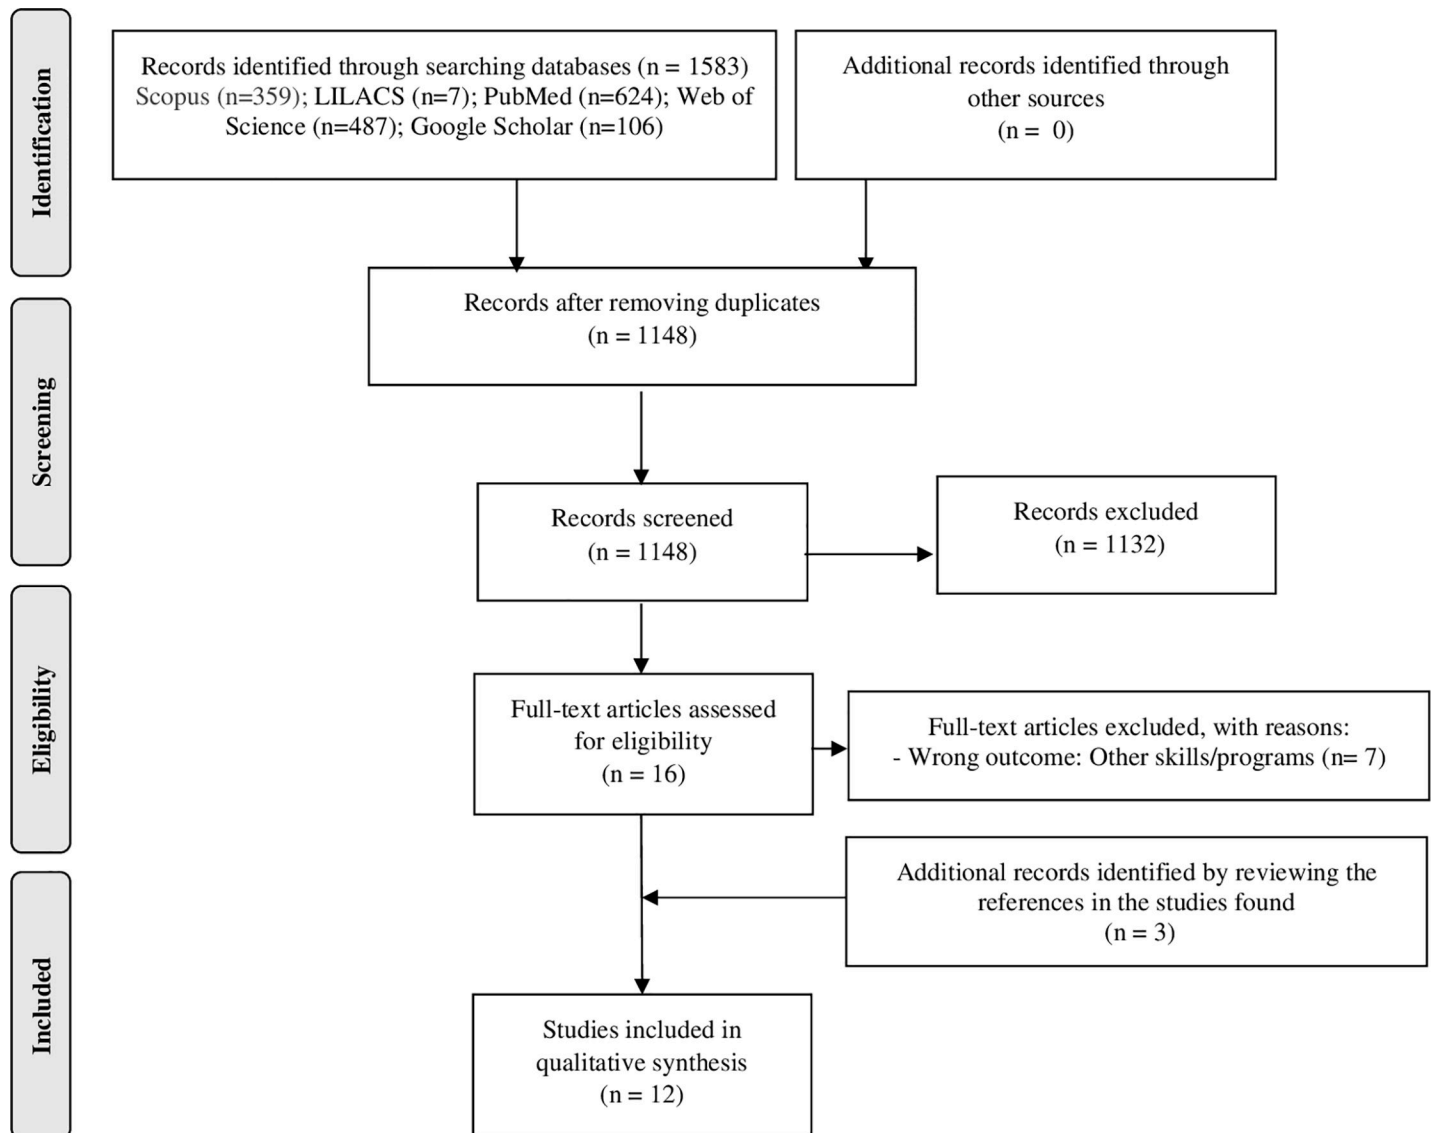 Identification
Records identified through searching databases (n = 1583)
Scopus (n=359); LILACS (n=7); PubMed (n=624); Web of
Science (n=487); Google Scholar (n=106)
Additional records identified through
other sources
(n =  0)
Records after removing duplicates
(n = 1148)
Screening
Records screened
(n = 1148)
Records excluded
(n = 1132)
Eligibility
Full-text articles assessed
for eligibility
(n = 16)
Full-text articles excluded, with reasons:
- Wrong outcome: Other skills/programs (n= 7)
Additional records identified by reviewing the
references in the studies found
(n = 3)
Included
Studies included in
qualitative synthesis
(n = 12)